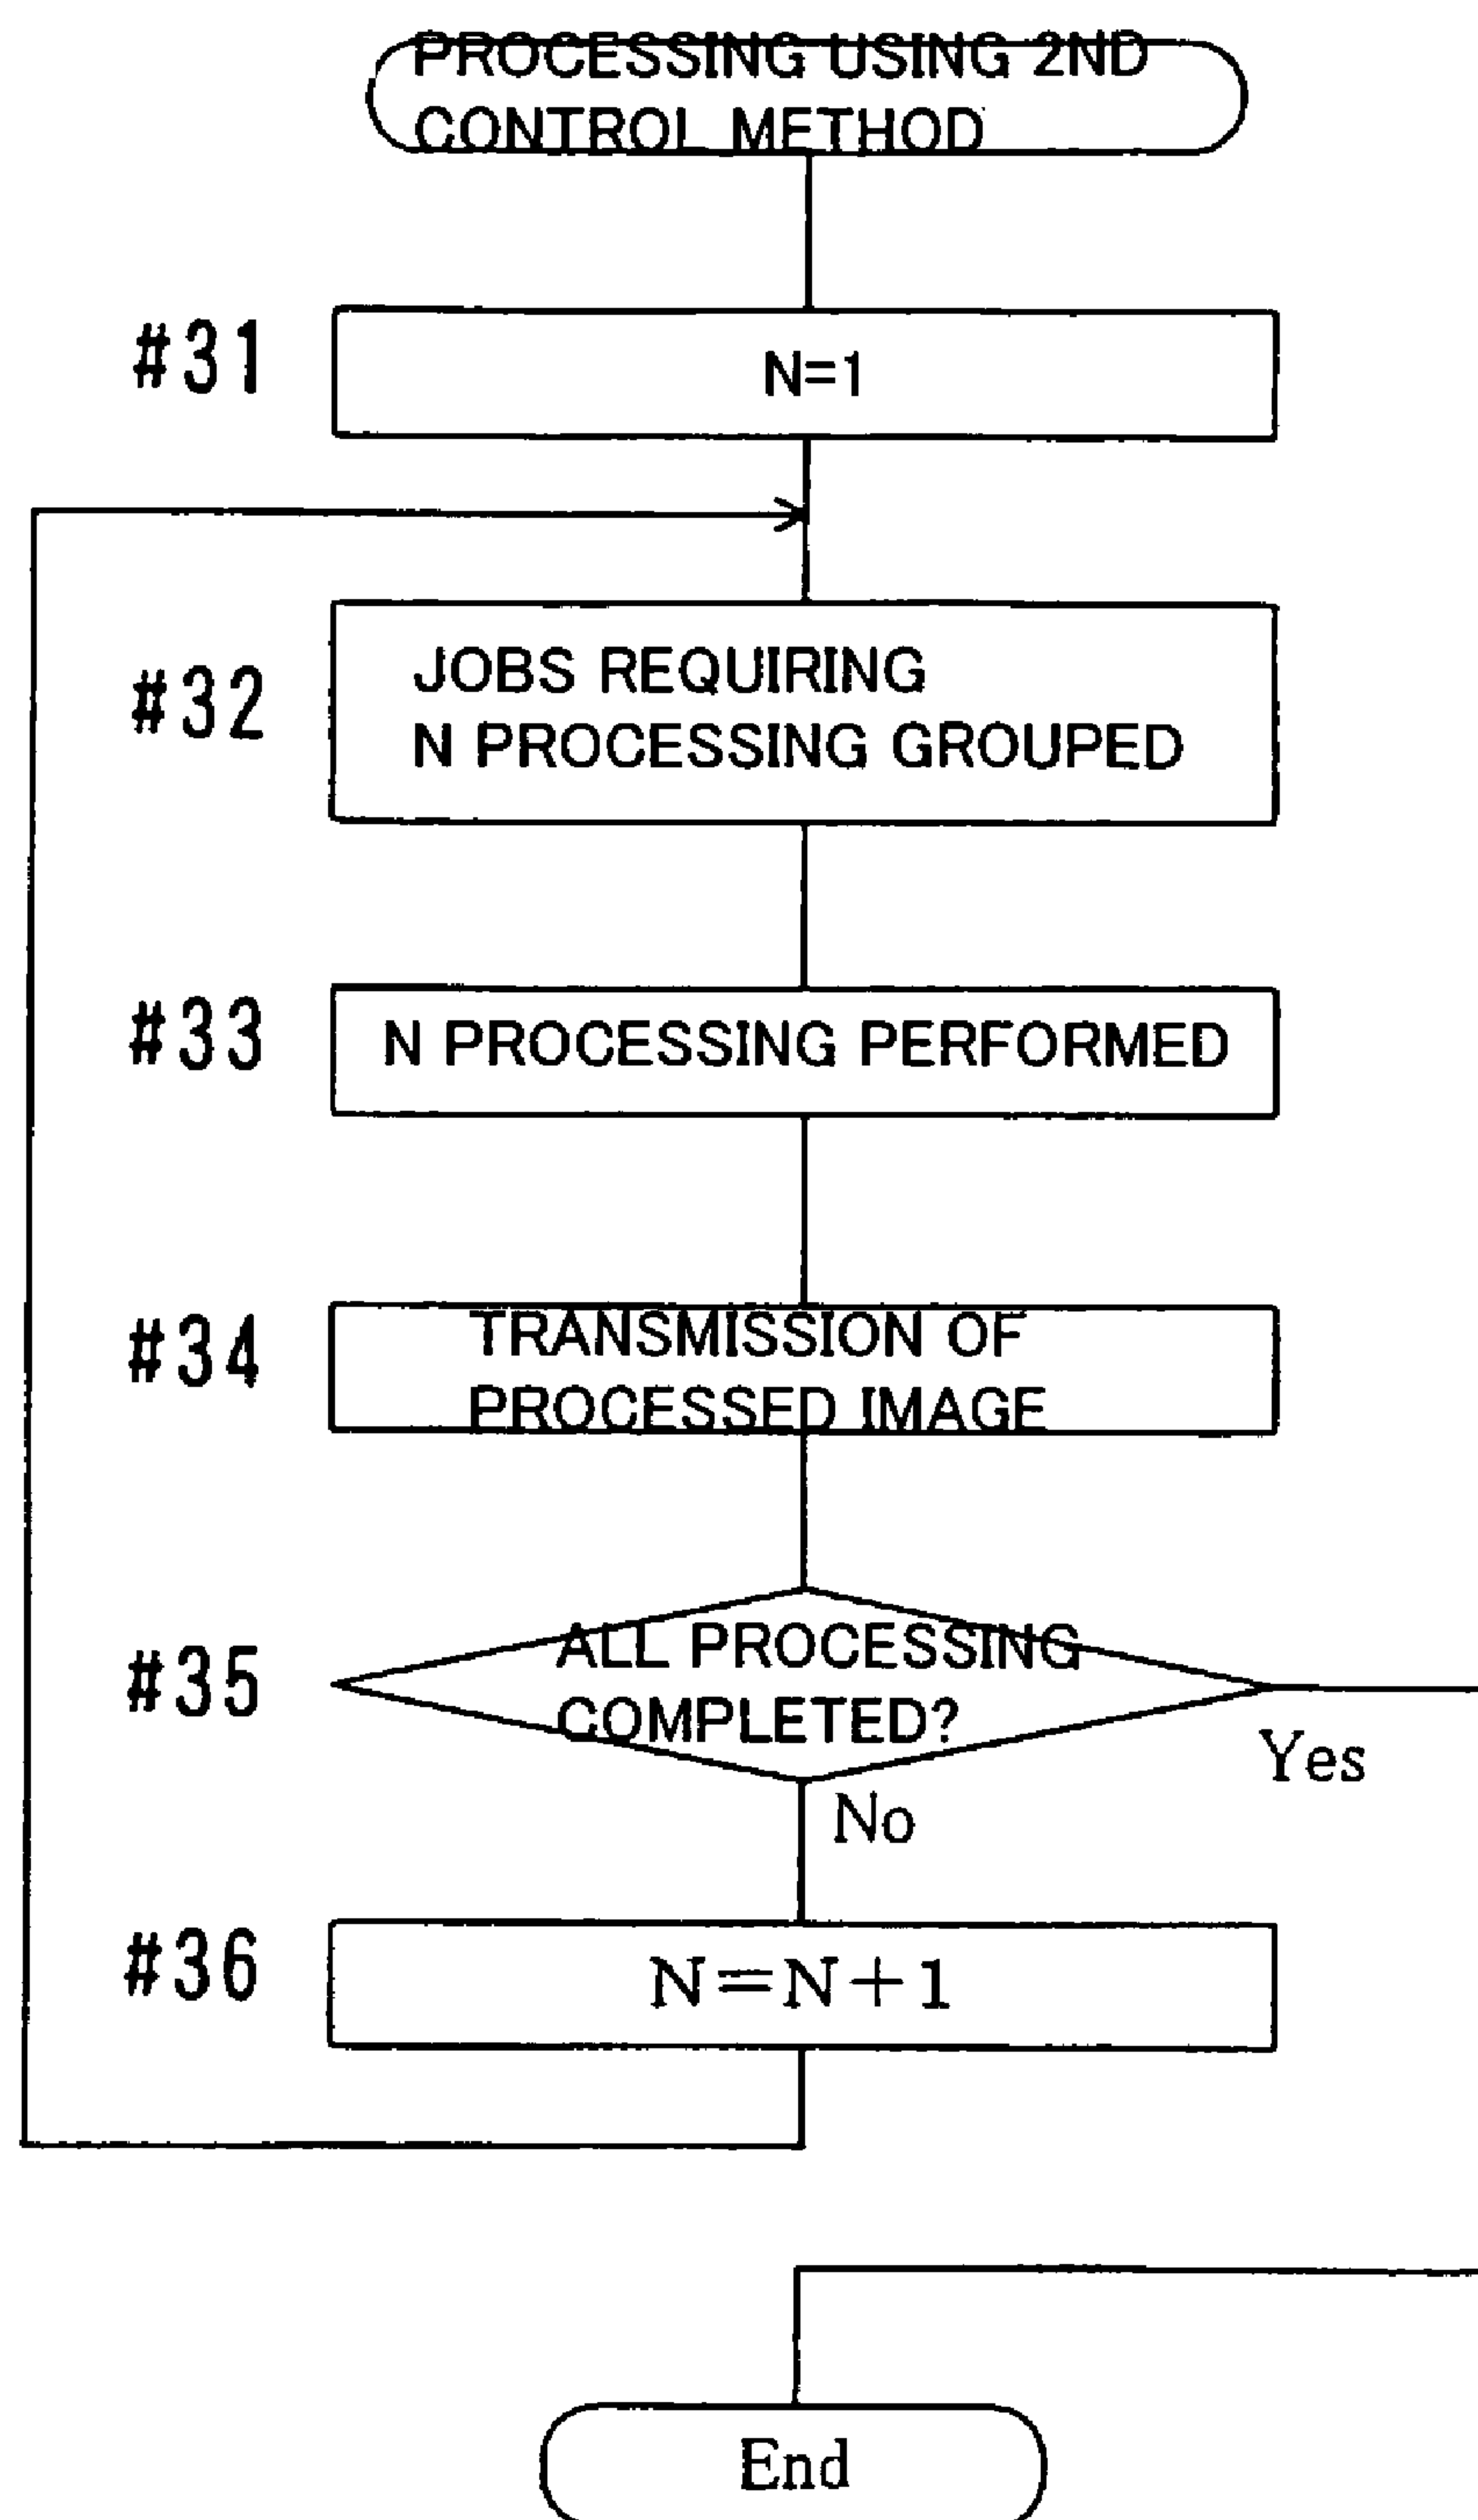 PROCESSING USING 2ND
CONTROL METHOD
#31
N=1
#32
JOBS REQUIRING
N PROCESSING GROUPED
#33
N PROCESSING PERFORMED
#34
TRANSMISSION OF
PROCESSED IMAGE
#35
ALL PROCESSING
COMPLETED?
Yes
No
#36
N=N+1
End